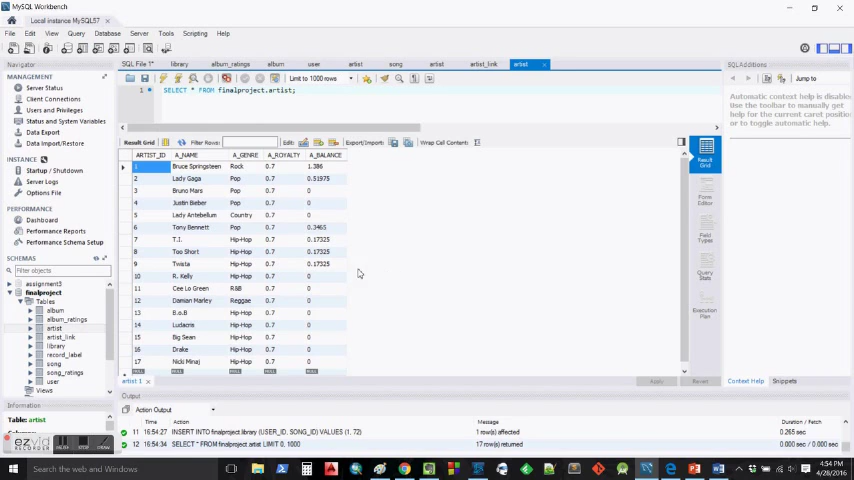 MySQL Workbench
Local instance MySQL57 ×
File Edit View Query Database Server Tools Scripting Help
Navigator
MANAGEMENT
Server Status
Client Connections
Users and Privileges
Status and System Variables
Data Export
Data Import/Restore
INSTANCE
Startup / Shutdown
Server Logs
Options File
PERFORMANCE
Dashboard
Performance Reports
Performance Schema Setup
SCHEMAS
Filter objects
assignment3
finalproject
Tables
album
album_ratings
artist
artist_link
library
record_label
song
song_ratings
user
Views
Information
Table: artist
ezvid
RECORDER
PAUSE STOP DRAW
SQL File 1* library album_ratings album user artist song artist artist_link artist ×
Limit to 1000 rows
1 SELECT * FROM finalproject.artist;
Result Grid Filter Rows: Edit: Export/Import: Wrap Cell Content:
ARTIST_ID A_NAME A_GENRE A_ROYALTY A_BALANCE
1 Bruce Springsteen Rock 0.7 1.386
2 Lady Gaga Pop 0.7 0.51975
3 Bruno Mars Pop 0.7 0
4 Justin Bieber Pop 0.7 0
5 Lady Antebellum Country 0.7 0
6 Tony Bennett Pop 0.7 0.3465
7 T.I. Hip-Hop 0.7 0.17325
8 Too Short Hip-Hop 0.7 0.17325
9 Twista Hip-Hop 0.7 0.17325
10 R. Kelly Hip-Hop 0.7 0
11 Cee Lo Green R&B 0.7 0
12 Damian Marley Reggae 0.7 0
13 B.o.B Hip-Hop 0.7 0
14 Ludacris Hip-Hop 0.7 0
15 Big Sean Hip-Hop 0.7 0
16 Drake Hip-Hop 0.7 0
17 Nicki Minaj Hip-Hop 0.7 0
NULL NULL NULL NULL NULL
artist 1 ×
Apply Revert
Result Grid
Form Editor
Field Types
Query Stats
Execution Plan
SQLAdditions
Jump to
Automatic context help is disable
Use the toolbar to manually get
help for the current caret positio
or to toggle automatic help.
Context Help Snippets
Output
Action Output
Time Action Message Duration / Fetch
11 16:54:27 INSERT INTO finalproject.library (USER_ID, SONG_ID) VALUES (1, 72) 1 row(s) affected 0.265 sec
12 16:54:34 SELECT * FROM finalproject.artist LIMIT 0, 1000 17 row(s) returned 0.000 sec / 0.000 sec
Search the web and Windows
4:54 PM
4/28/2016